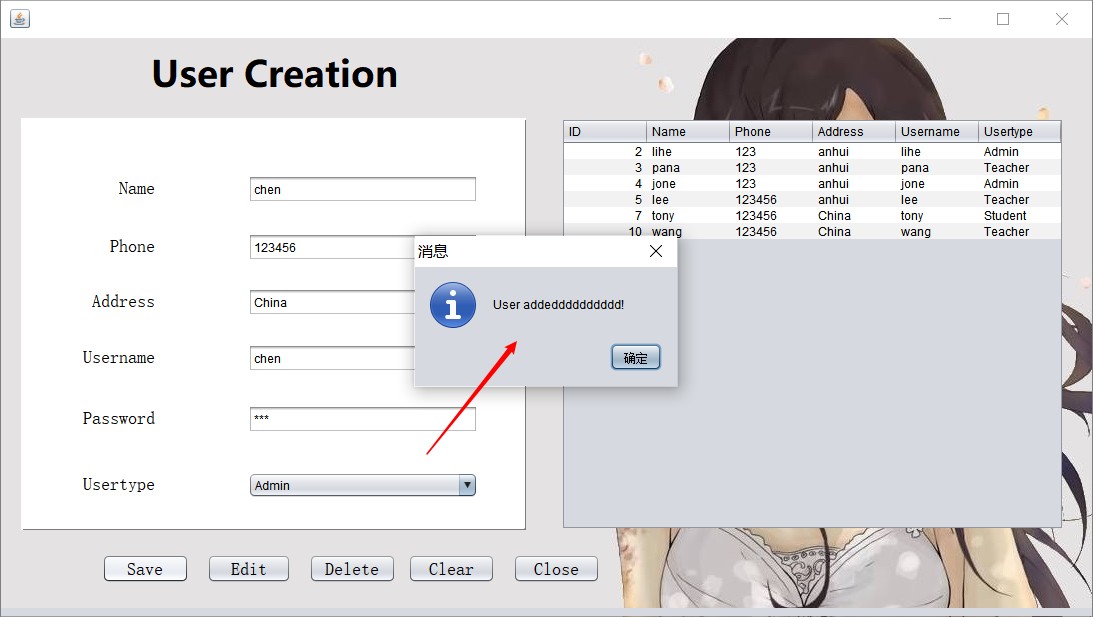 User Creation
Name chen
Phone 123456
Address China
Username chen
Password ***
Usertype Admin
Save Edit Delete Clear Close
ID Name Phone Address Username Usertype
2 lihe 123 anhui lihe Admin
3 pana 123 anhui pana Teacher
4 jone 123 anhui jone Admin
5 lee 123456 anhui lee Teacher
7 tony 123456 China tony Student
10 wang 123456 China wang Teacher
消息
User addedddddddddd!
确定